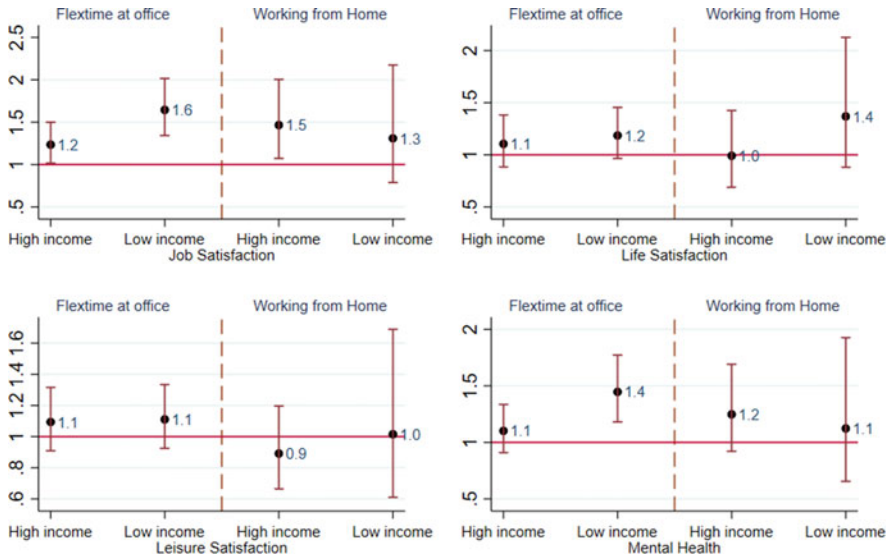 Flextime at office Working from Home
2.5
2
1.5
1
.5
1.2
1.6
1.5
1.3
High income Low income High income Low income
Job Satisfaction
Flextime at office Working from Home
2
1.5
1
.5
1.1
1.2
1.0
1.4
High income Low income High income Low income
Life Satisfaction
Flextime at office Working from Home
1.6
1.4
1.2
1
.8
.6
1.1
1.1
0.9
1.0
High income Low income High income Low income
Leisure Satisfaction
Flextime at office Working from Home
2
1.5
1
.5
1.1
1.4
1.2
1.1
High income Low income High income Low income
Mental Health